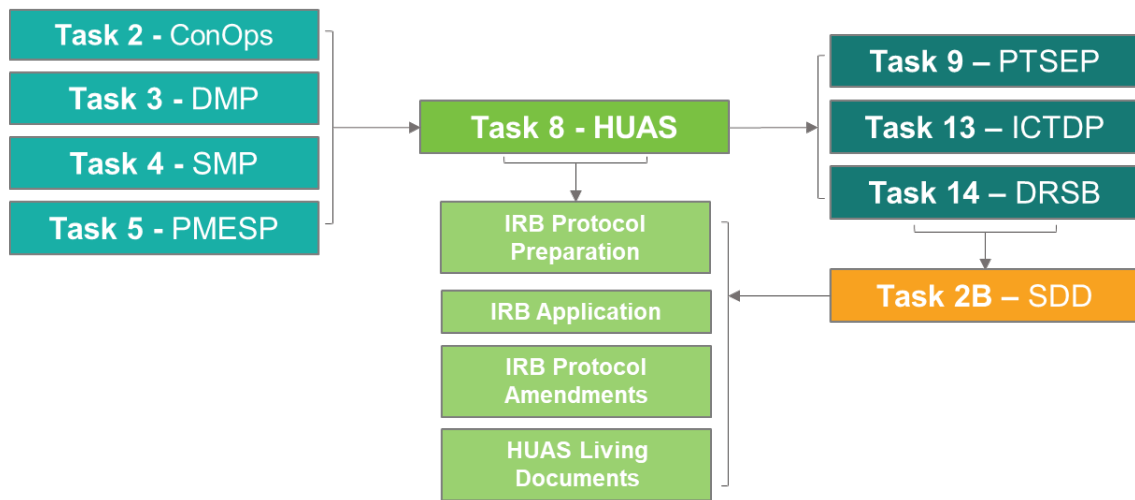 Task 2 - ConOps
Task 3 - DMP
Task 4 - SMP
Task 5 - PMESP
Task 8 - HUAS
IRB Protocol
Preparation
IRB Application
IRB Protocol
Amendments
HUAS Living
Documents
Task 9 – PTSEP
Task 13 – ICTDP
Task 14 – DRSB
Task 2B – SDD